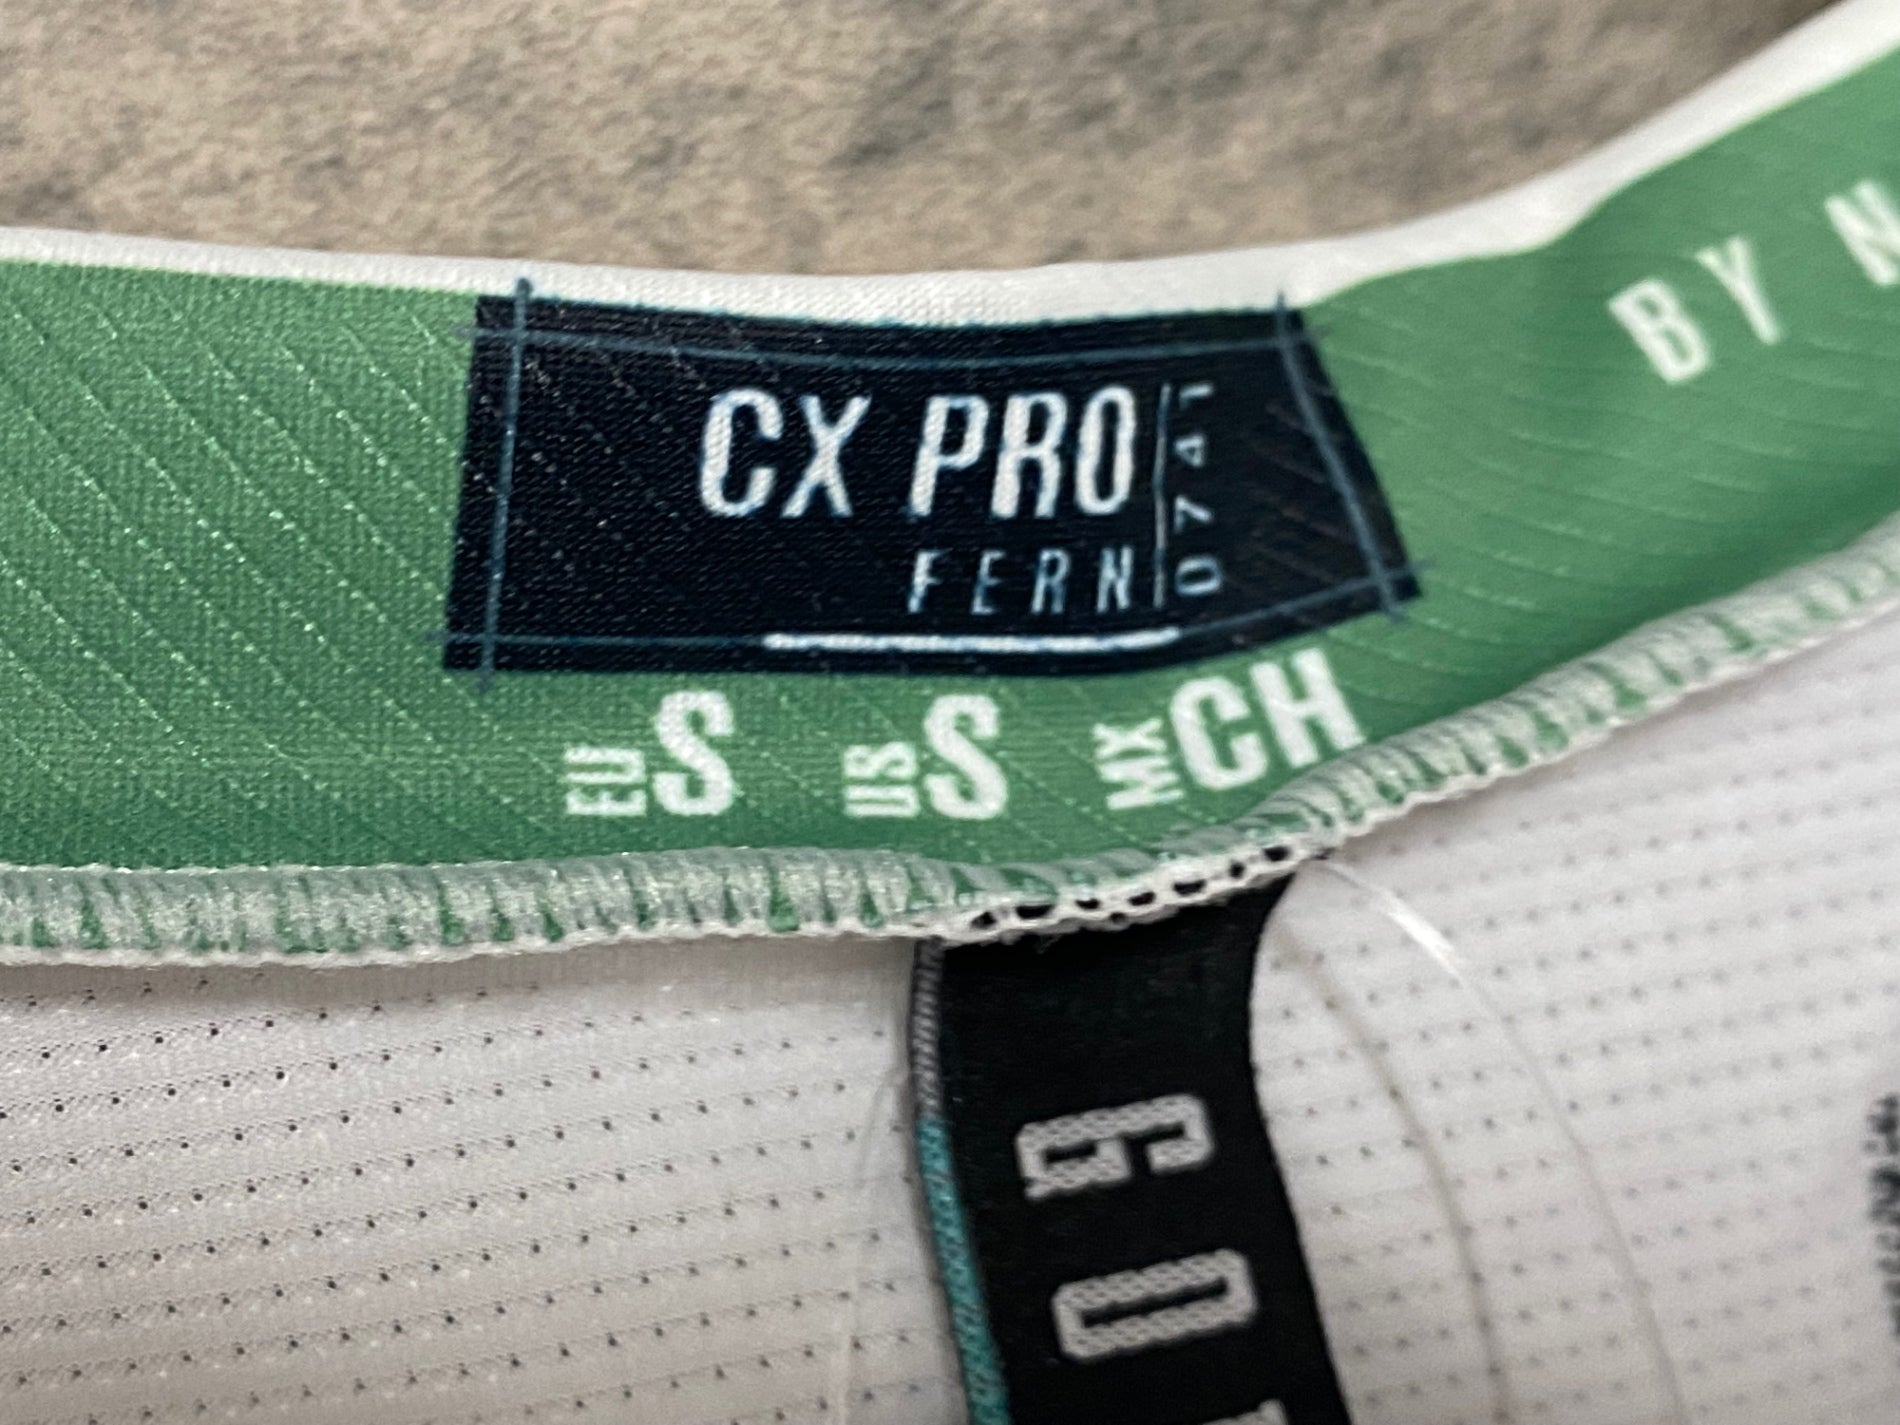 CX PRO
FERN
0741
EU S US S MX CH
BY
GO